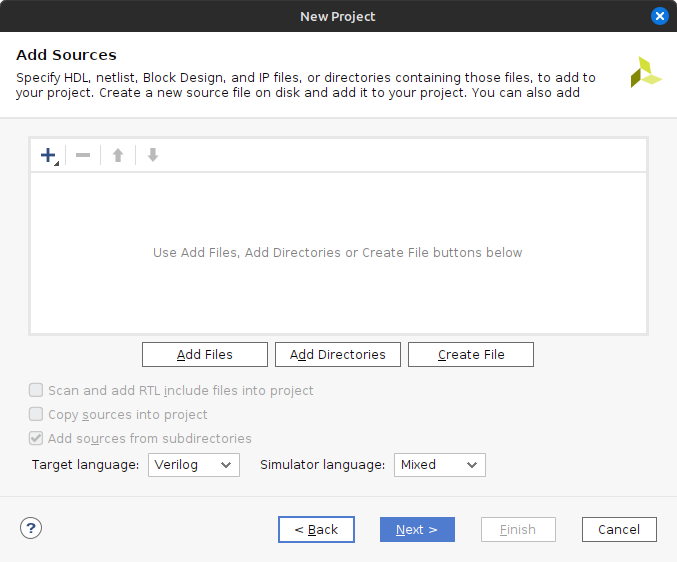 New Project
Add Sources
Specify HDL, netlist, Block Design, and IP files, or directories containing those files, to add to
your project. Create a new source file on disk and add it to your project. You can also add
Use Add Files, Add Directories or Create File buttons below
Add Files
Add Directories
Create File
Scan and add RTL include files into project
Copy sources into project
Add sources from subdirectories
Target language: Verilog
Simulator language: Mixed
?
< Back
Next >
Finish
Cancel